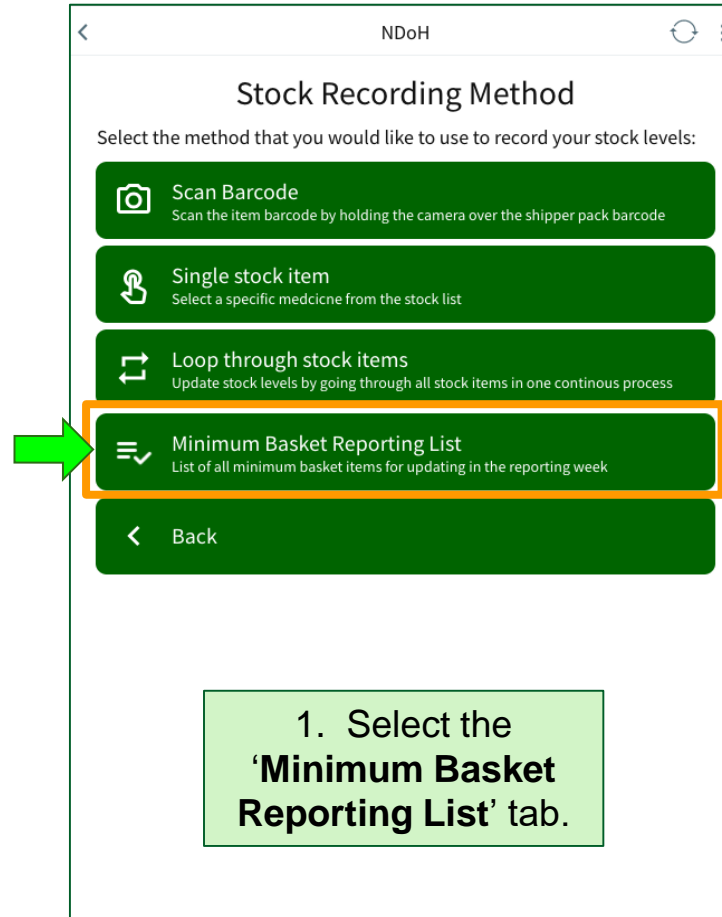 NDoH
Stock Recording Method
Select the method that you would like to use to record your stock levels:
Scan Barcode
Scan the item barcode by holding the camera over the shipper pack barcode
Single stock item
Select a specific medcicne from the stock list
Loop through stock items
Update stock levels by going through all stock items in one continous process
Minimum Basket Reporting List
List of all minimum basket items for updating in the reporting week
Back
1. Select the
‘Minimum Basket
Reporting List’ tab.